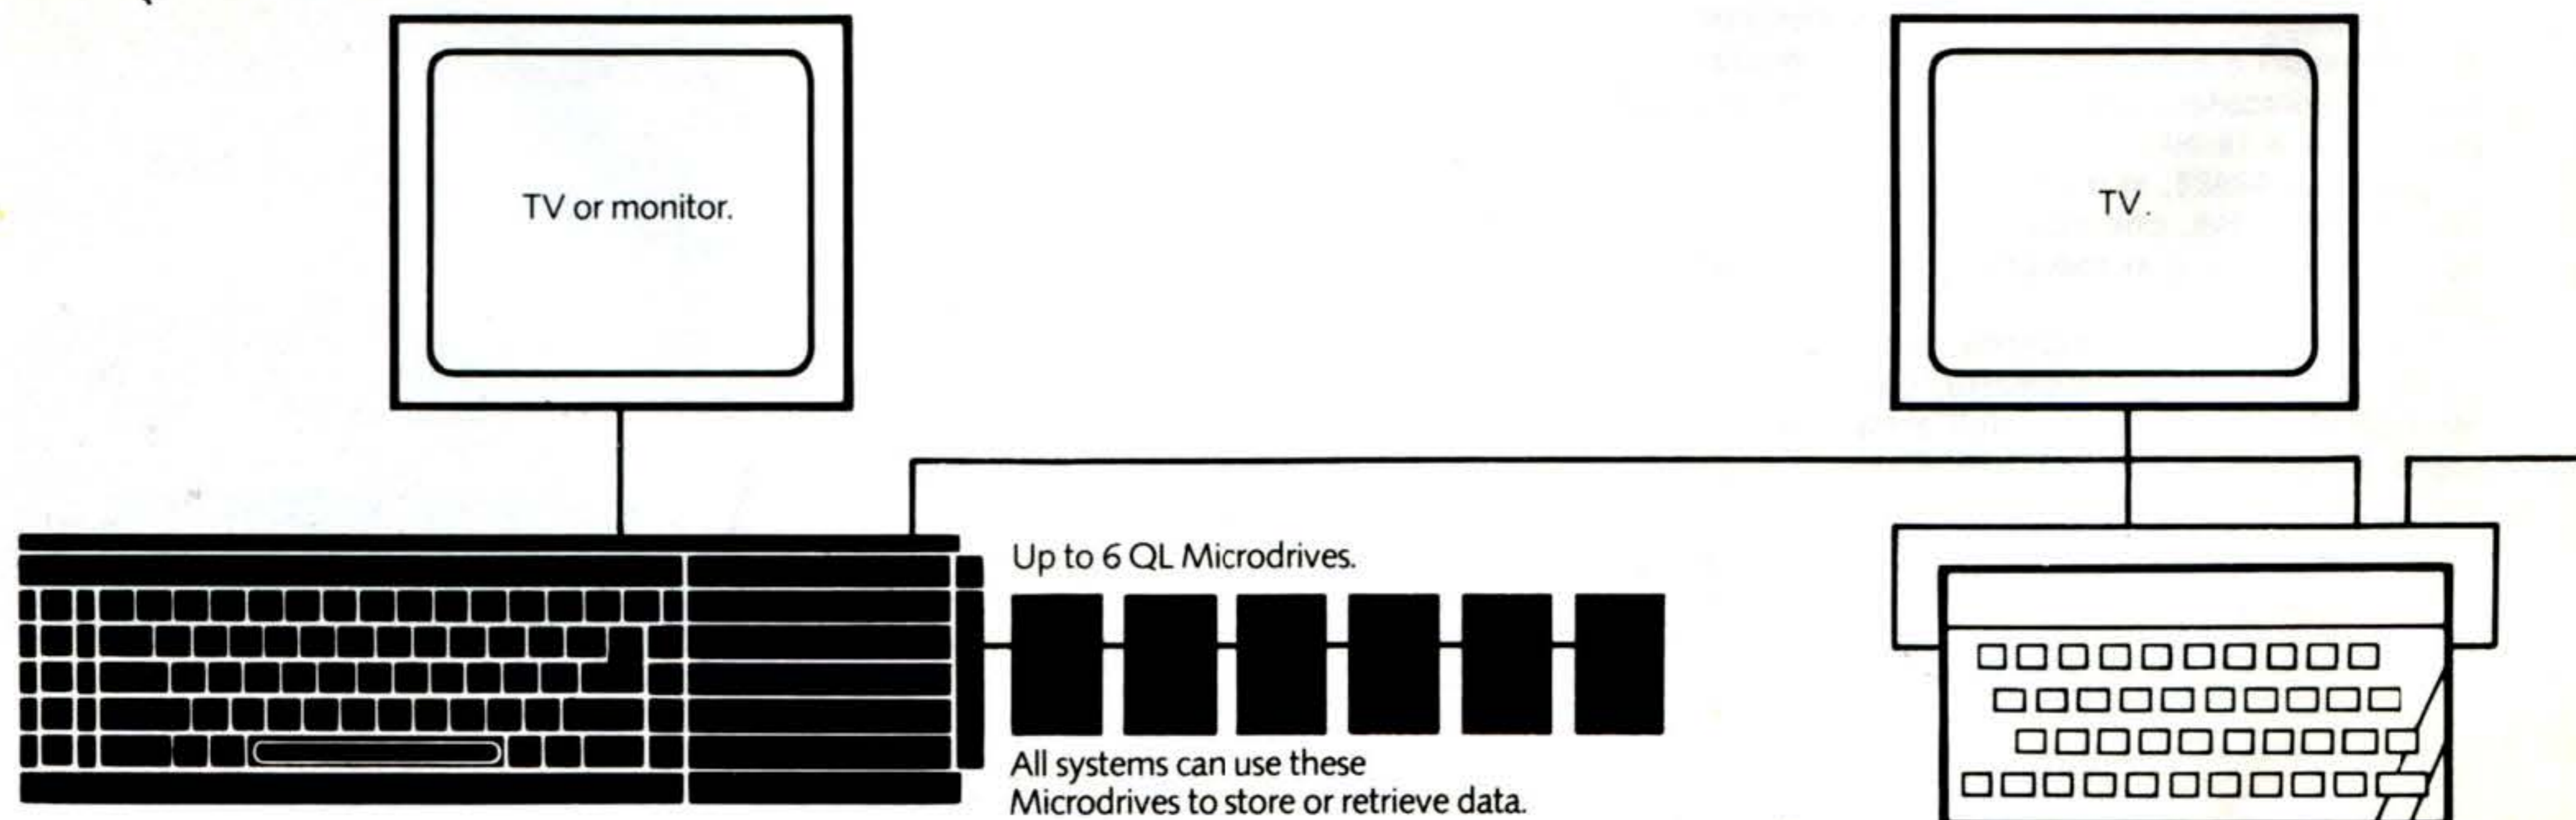 TV or monitor.
TV.
Up to 6 QL Microdrives.
All systems can use these
Microdrives to store or retrieve data.